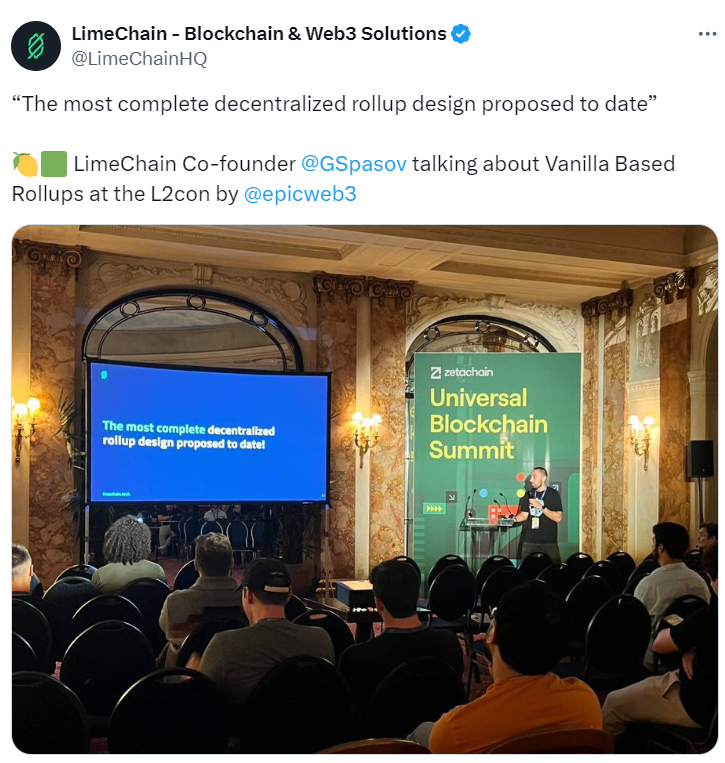 LimeChain - Blockchain & Web3 Solutions
@LimeChainHQ
“The most complete decentralized rollup design proposed to date”
🍋🟩 LimeChain Co-founder @GSpasov talking about Vanilla Based
Rollups at the L2con by @epicweb3
The most complete decentralized
rollup design proposed to date!
limechain.tech
zetachain
Universal
Blockchain
Summit